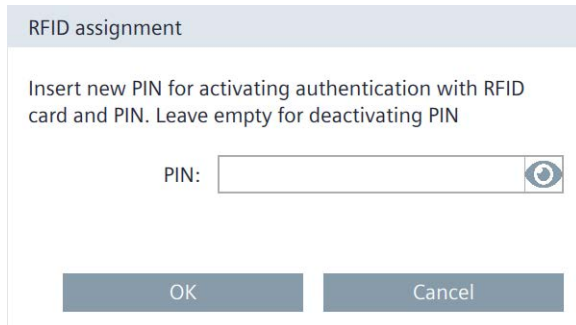 RFID assignment
Insert new PIN for activating authentication with RFID
card and PIN. Leave empty for deactivating PIN
PIN:
OK
Cancel